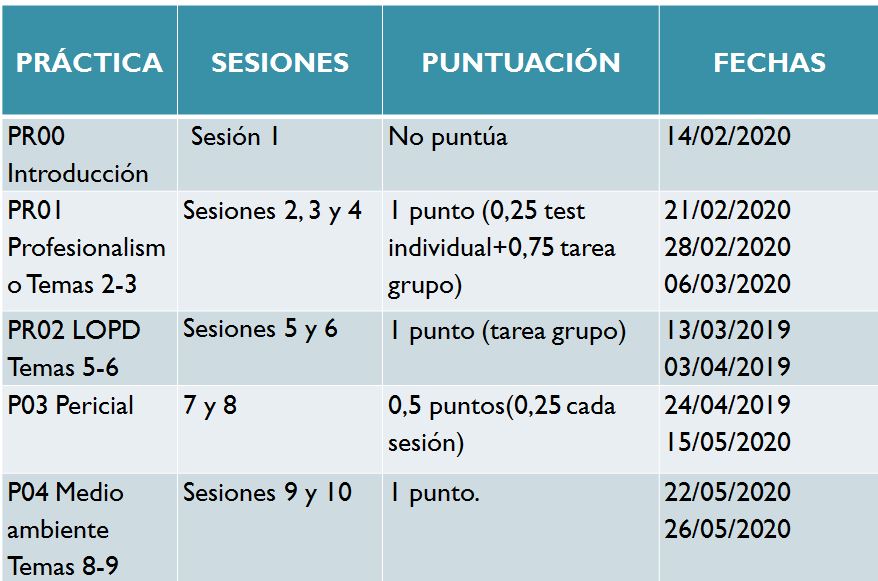 PRÁCTICA SESIONES PUNTUACIÓN FECHAS
PR00 Sesión 1 No puntúa 14/02/2020
Introducción
PR01 Sesiones 2, 3 y 4 1 punto (0,25 test 21/02/2020
Profesionalism individual+0,75 tarea 28/02/2020
o Temas 2-3 grupo) 06/03/2020
PR02 LOPD Sesiones 5 y 6 1 punto (tarea grupo) 13/03/2019
Temas 5-6 03/04/2019
P03 Pericial 7 y 8 0,5 puntos(0,25 cada 24/04/2019
sesión) 15/05/2020
P04 Medio Sesiones 9 y 10 1 punto. 22/05/2020
ambiente 26/05/2020
Temas 8-9